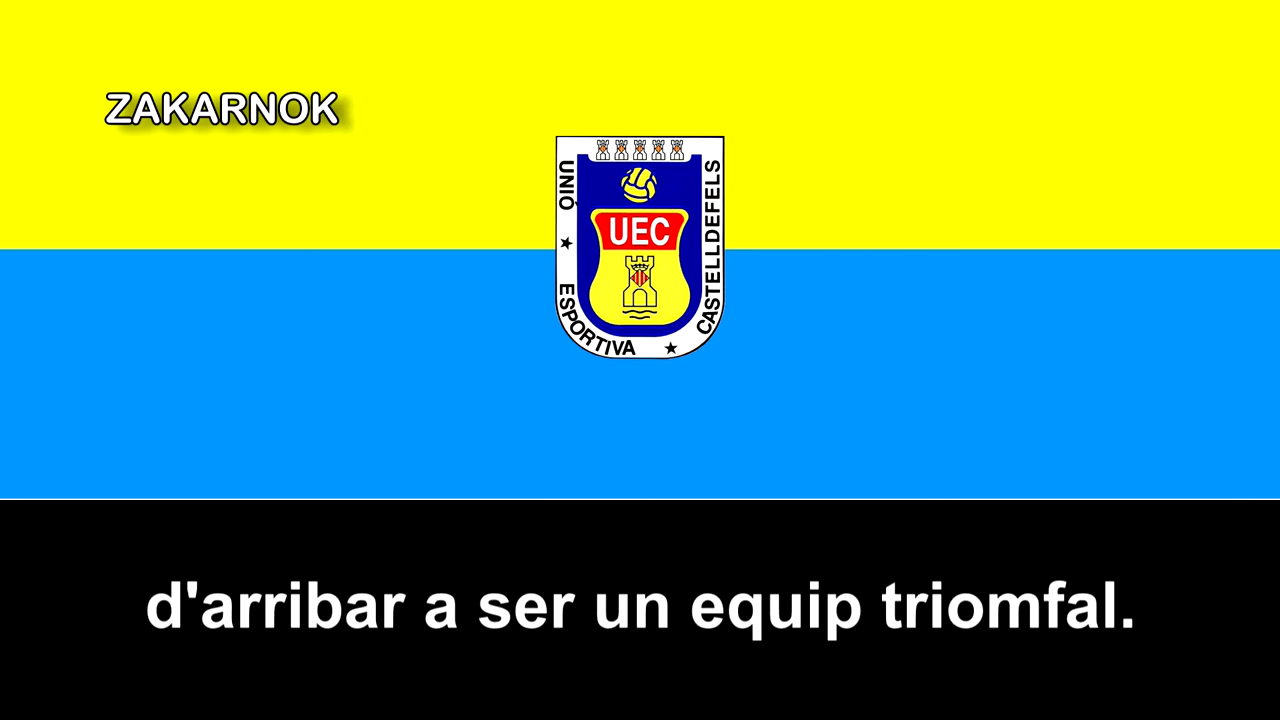 ZAKARNOK
UNIÓ ★ ESPORTIVA ★ CASTELLDEFELS
UEC
d'arribar a ser un equip triomfal.